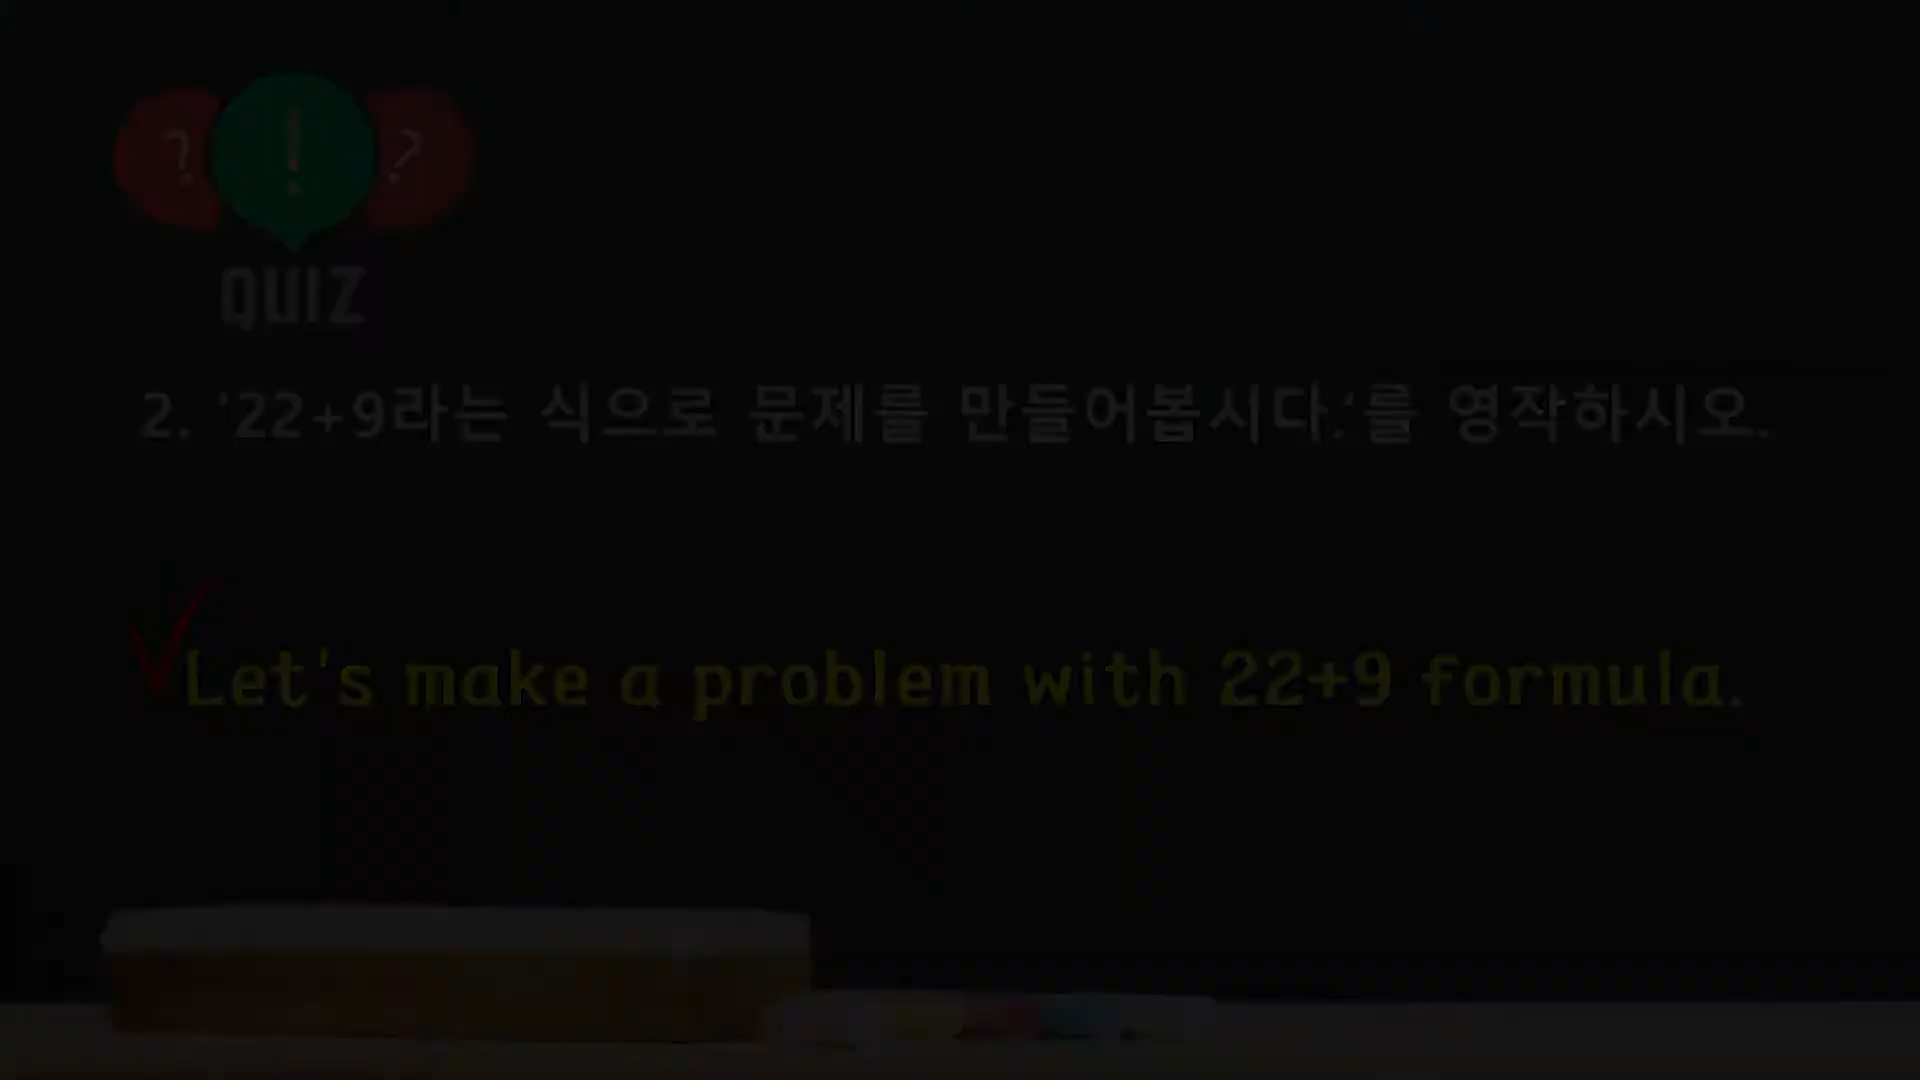 ? ! ?
QUIZ
2. '22+9라는 식으로 문제를 만들어봅시다.'를 영작하시오.
Let's make a problem with 22+9 formula.